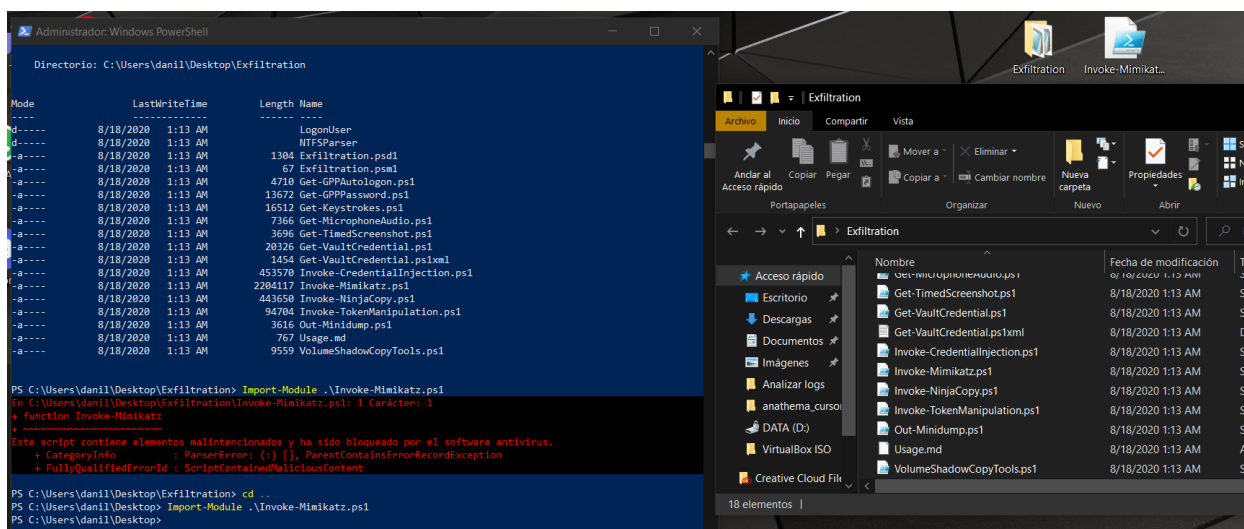 Administrador: Windows PowerShell
Directorio: C:\Users\danil\Desktop\Exfiltration
Mode LastWriteTime Length Name
---- ------------- ------ ----
d----- 8/18/2020 1:13 AM LogonUser
d----- 8/18/2020 1:13 AM NTFSParser
-a---- 8/18/2020 1:13 AM 1304 Exfiltration.psd1
-a---- 8/18/2020 1:13 AM 67 Exfiltration.psm1
-a---- 8/18/2020 1:13 AM 4710 Get-GPPAutologon.ps1
-a---- 8/18/2020 1:13 AM 13672 Get-GPPPassword.ps1
-a---- 8/18/2020 1:13 AM 16512 Get-Keystrokes.ps1
-a---- 8/18/2020 1:13 AM 7366 Get-MicrophoneAudio.ps1
-a---- 8/18/2020 1:13 AM 3696 Get-TimedScreenshot.ps1
-a---- 8/18/2020 1:13 AM 20326 Get-VaultCredential.ps1
-a---- 8/18/2020 1:13 AM 1454 Get-VaultCredential.ps1xml
-a---- 8/18/2020 1:13 AM 453570 Invoke-CredentialInjection.ps1
-a---- 8/18/2020 1:13 AM 2204117 Invoke-Mimikatz.ps1
-a---- 8/18/2020 1:13 AM 443650 Invoke-NinjaCopy.ps1
-a---- 8/18/2020 1:13 AM 94704 Invoke-TokenManipulation.ps1
-a---- 8/18/2020 1:13 AM 3616 Out-Minidump.ps1
-a---- 8/18/2020 1:13 AM 767 Usage.md
-a---- 8/18/2020 1:13 AM 9559 VolumeShadowCopyTools.ps1
PS C:\Users\danil\Desktop\Exfiltration> Import-Module .\Invoke-Mimikatz.ps1
En C:\Users\danil\Desktop\Exfiltration\Invoke-Mimikatz.ps1: 1 Carácter: 1
+ function Invoke-Mimikatz
+ ~~~~~~~~~~~~~~~~~~~~~~~~
Este script contiene elementos malintencionados y ha sido bloqueado por el software antivirus.
+ CategoryInfo : ParserError: (:) [], ParentContainsErrorRecordException
+ FullyQualifiedErrorId : ScriptContainedMaliciousContent
PS C:\Users\danil\Desktop\Exfiltration> cd ..
PS C:\Users\danil\Desktop> Import-Module .\Invoke-Mimikatz.ps1
PS C:\Users\danil\Desktop>
Exfiltration Invoke-Mimikat...
Exfiltration
Archivo Inicio Compartir Vista
Anclar al Acceso rápido
Copiar
Pegar
Mover a
Copiar a
Eliminar
Cambiar nombre
Nueva carpeta
Propiedades
Portapapeles Organizar Nuevo Abrir
Exfiltration
Acceso rápido
Escritorio
Descargas
Documentos
Imágenes
Analizar logs
anathema_cursor
DATA (D:)
VirtualBox ISO
Creative Cloud File
Nombre Fecha de modificación
Get-MicrophoneAudio.ps1 8/18/2020 1:13 AM
Get-TimedScreenshot.ps1 8/18/2020 1:13 AM
Get-VaultCredential.ps1 8/18/2020 1:13 AM
Get-VaultCredential.ps1xml 8/18/2020 1:13 AM
Invoke-CredentialInjection.ps1 8/18/2020 1:13 AM
Invoke-Mimikatz.ps1 8/18/2020 1:13 AM
Invoke-NinjaCopy.ps1 8/18/2020 1:13 AM
Invoke-TokenManipulation.ps1 8/18/2020 1:13 AM
Out-Minidump.ps1 8/18/2020 1:13 AM
Usage.md 8/18/2020 1:13 AM
VolumeShadowCopyTools.ps1 8/18/2020 1:13 AM
18 elementos